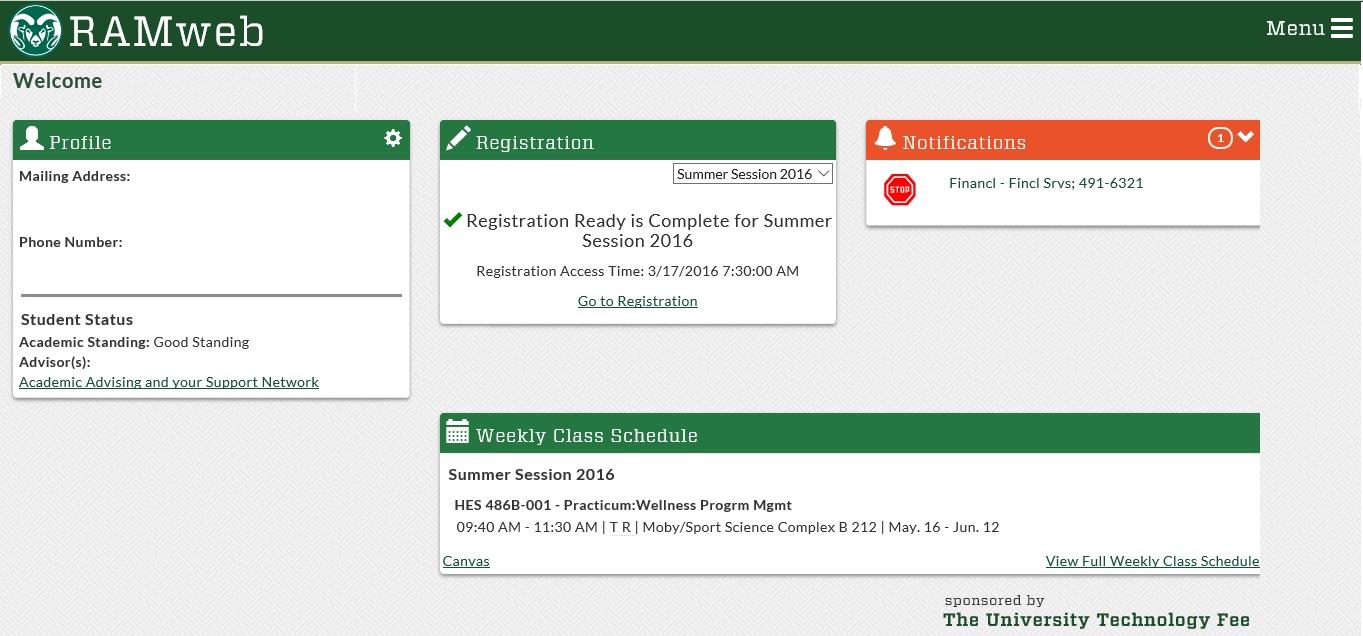 RAMweb
Menu
Welcome
Profile
Mailing Address:
Phone Number:
Student Status
Academic Standing: Good Standing
Advisor(s):
Academic Advising and your Support Network
Registration
Summer Session 2016
Registration Ready is Complete for Summer
Session 2016
Registration Access Time: 3/17/2016 7:30:00 AM
Go to Registration
Notifications
1
STOP
Financl - Fincl Srvs; 491-6321
Weekly Class Schedule
Summer Session 2016
HES 486B-001 - Practicum:Wellness Progrm Mgmt
09:40 AM - 11:30 AM | T R | Moby/Sport Science Complex B 212 | May. 16 - Jun. 12
Canvas
View Full Weekly Class Schedule
sponsored by
The University Technology Fee